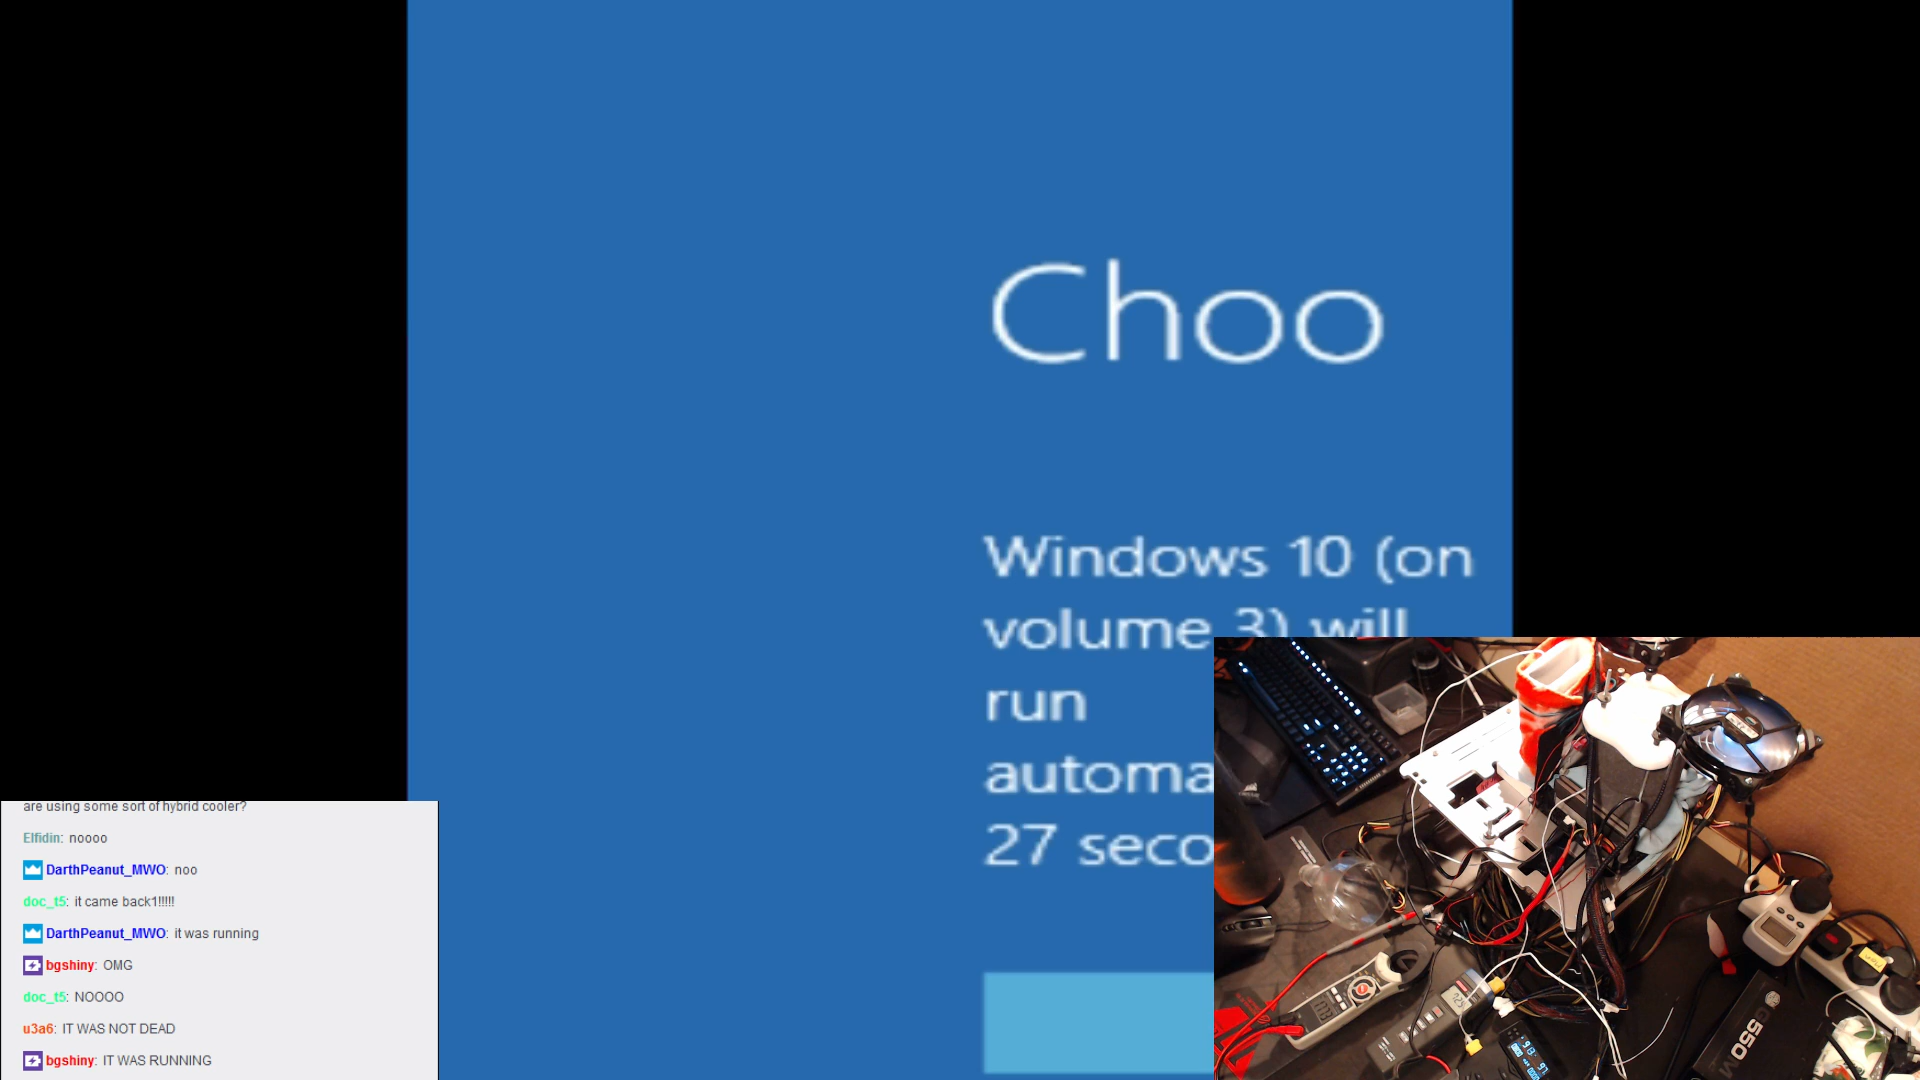 Choo
Windows 10 (on
volume 3) will
run
automa
27 seco
are using some sort of hybrid cooler?
Elfidin: noooo
DarthPeanut_MWO: noo
doc_t5: it came back1!!!!!
DarthPeanut_MWO: it was running
bgshiny: OMG
doc_t5: NOOOO
u3a6: IT WAS NOT DEAD
bgshiny: IT WAS RUNNING
550